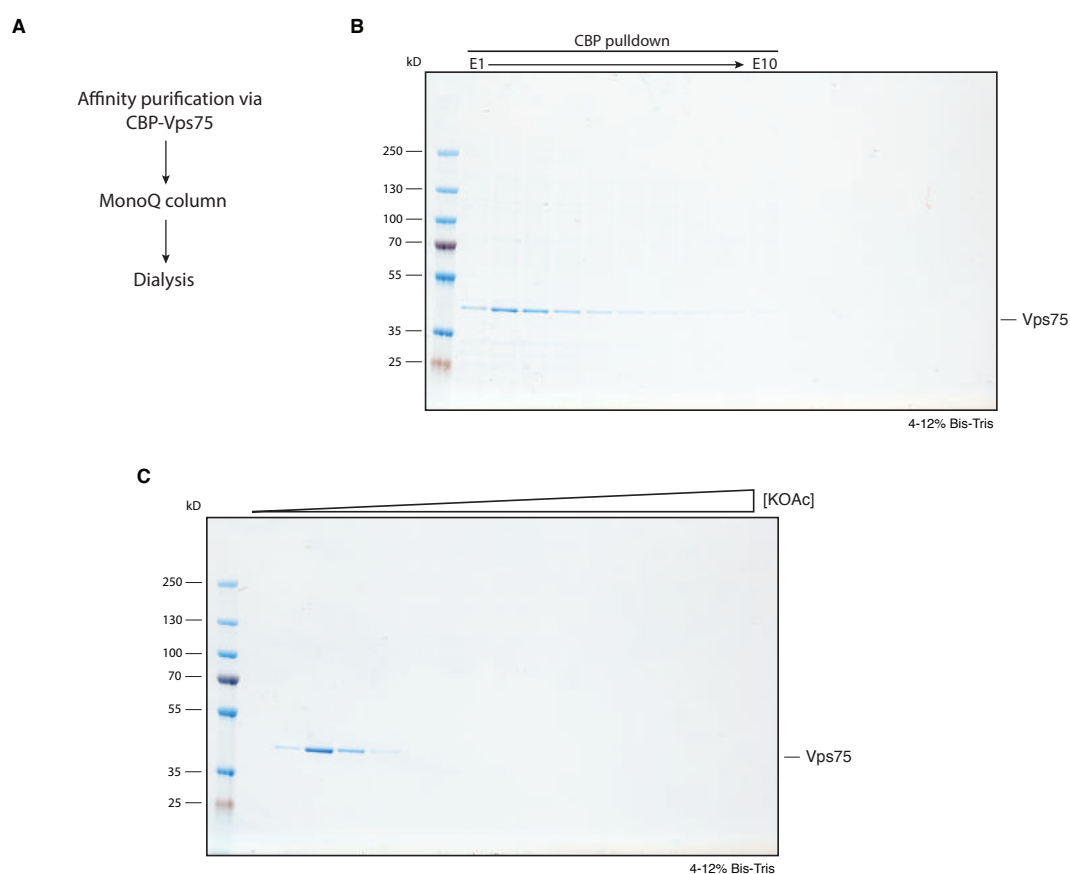 A
Affinity purification via
CBP-Vps75
MonoQ column
Dialysis
B
CBP pulldown
kD
E1
E10
250
130
100
70
55
35
25
Vps75
4-12% Bis-Tris
C
kD
[KOAc]
250
130
100
70
55
35
25
Vps75
4-12% Bis-Tris